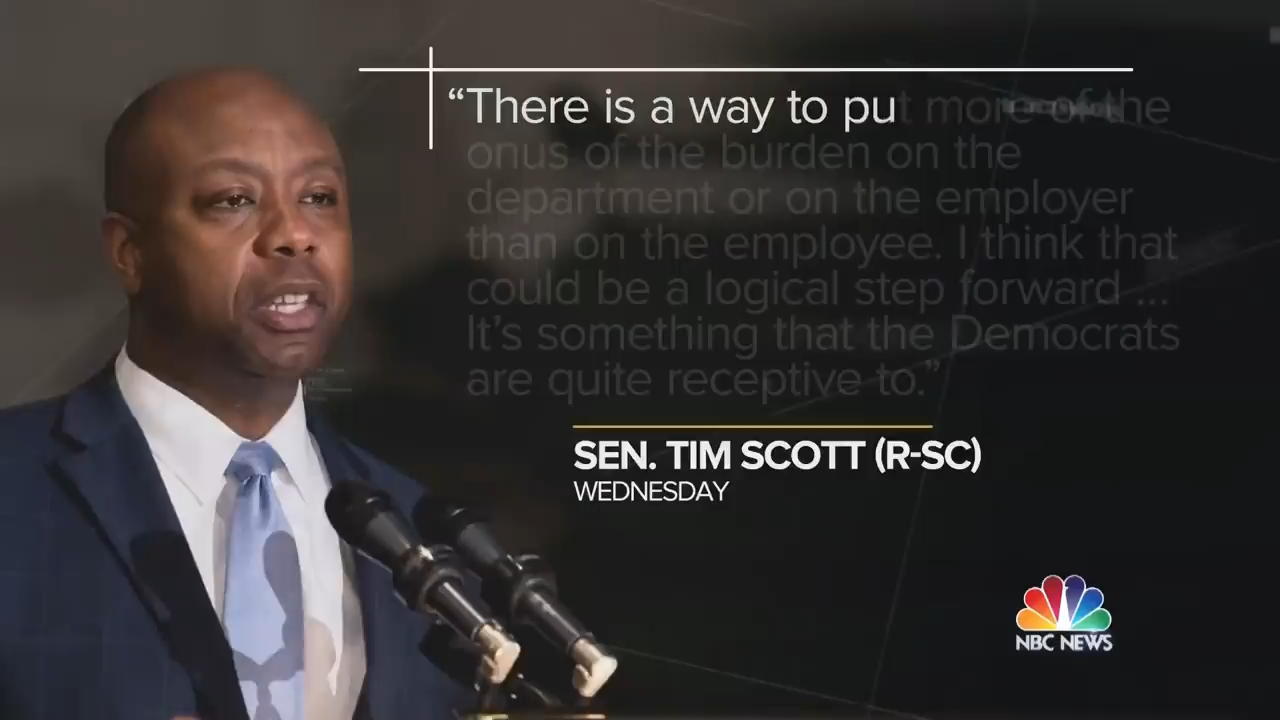 “There is a way to put more of the
onus of the burden on the
department or on the employer
than on the employee. I think that
could be a logical step forward ...
It’s something that the Democrats
are quite receptive to.”
SEN. TIM SCOTT (R-SC)
WEDNESDAY
NBC NEWS